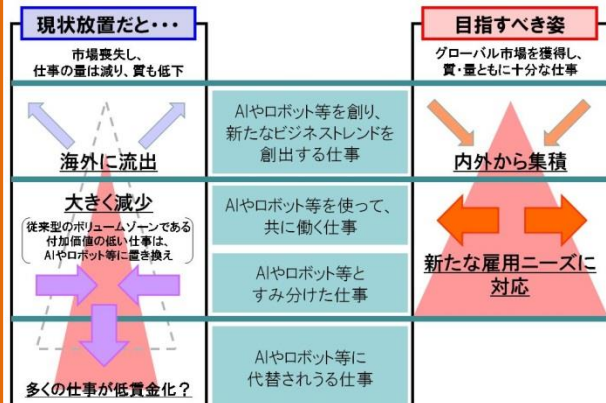 現状放置だと・・・
市場喪失し、
仕事の量は減り、質も低下
海外に流出
大きく減少
従来型のボリュームゾーンである
付加価値の低い仕事は、
AIやロボット等に置き換え
多くの仕事が低賃金化？
AIやロボット等を創り、
新たなビジネストレンドを
創出する仕事
AIやロボット等を使って、
共に働く仕事
AIやロボット等と
すみ分けた仕事
AIやロボット等に
代替されうる仕事
目指すべき姿
グローバル市場を獲得し、
質・量ともに十分な仕事
内外から集積
新たな雇用ニーズに
対応